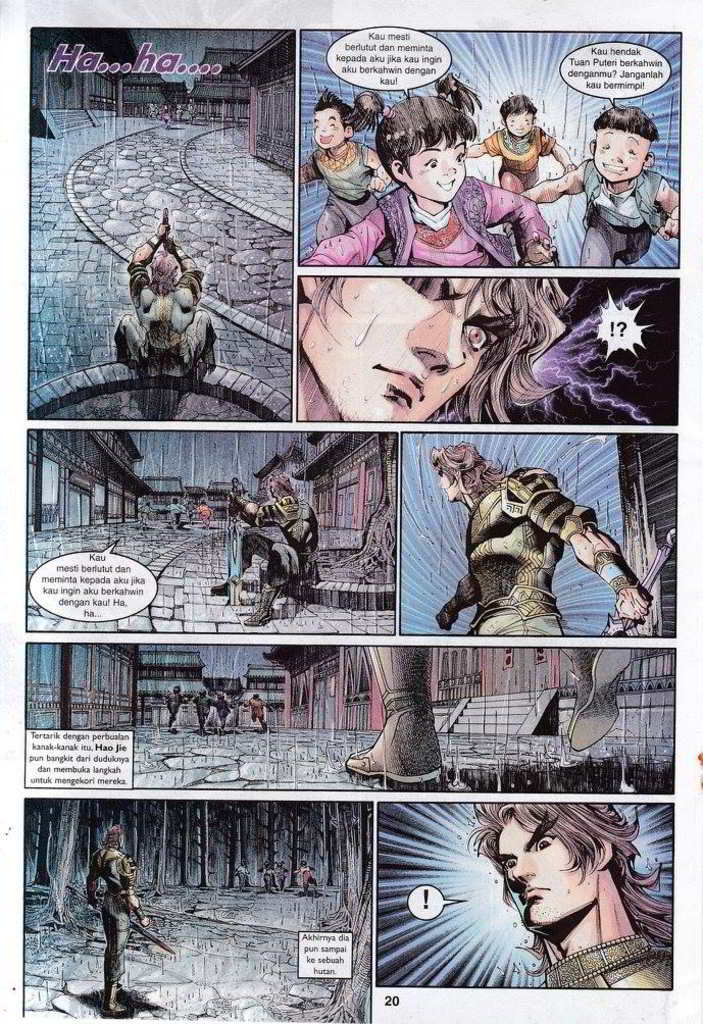 Ha...ha....
Kau mesti
berlutut dan meminta
kepada aku jika kau ingin
aku berkahwin dengan
kau!
Kau hendak
Tuan Puteri berkahwin
denganmu? Janganlah
kau bermimpi!
!?
Kau
mesti berlutut dan
meminta kepada aku jika
kau ingin aku berkahwin
dengan kau! Ha,
ha...
Tertarik dengan perbualan
kanak-kanak itu, Hao Jie
pun bangkit dari duduknya
dan membuka langkah
untuk mengekori mereka.
Akhirnya dia
pun sampai
ke sebuah
hutan.
!
20